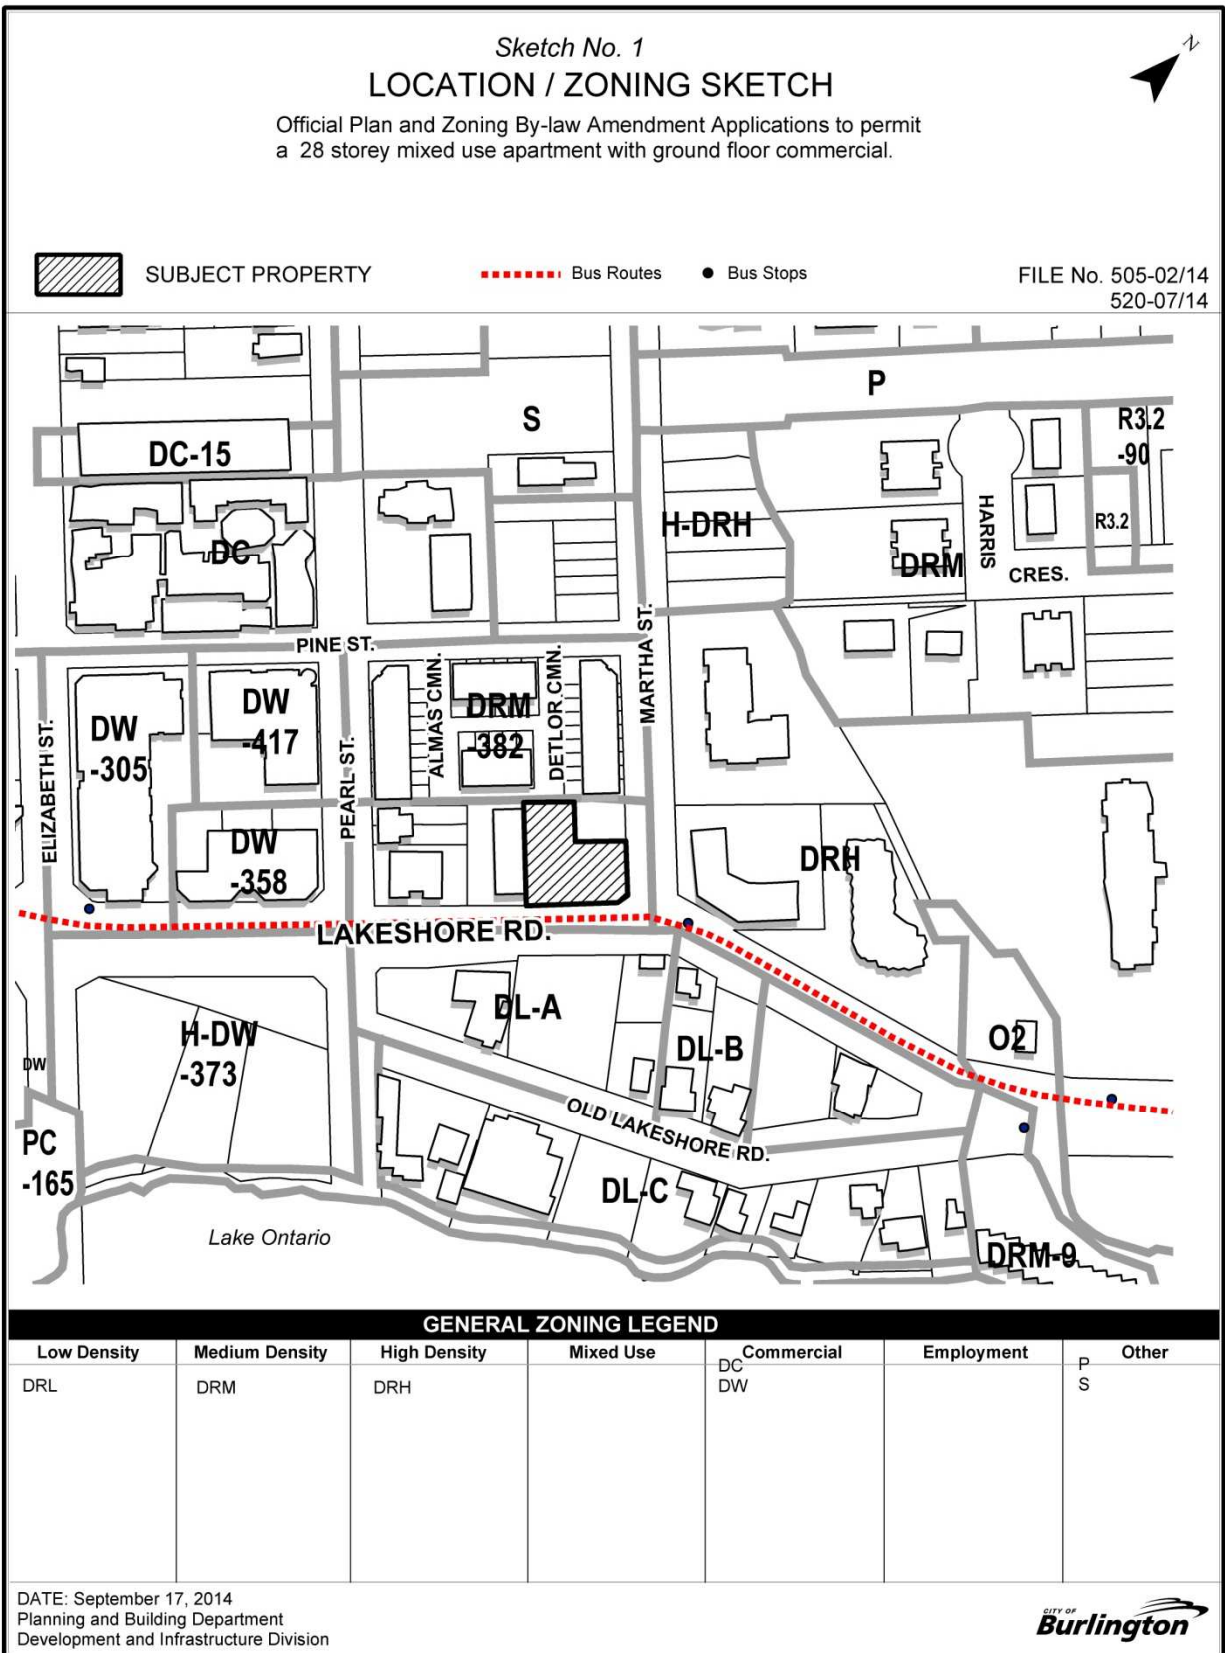 Sketch No. 1
LOCATION / ZONING SKETCH
N
Official Plan and Zoning By-law Amendment Applications to permit
a 28 storey mixed use apartment with ground floor commercial.
SUBJECT PROPERTY
Bus Routes
Bus Stops
FILE No. 505-02/14
520-07/14
P
S
R3.2
-90
DC-15
HARRIS
H-DRH
R3.2
DC
DRM
CRES.
PINE ST.
MARTHA ST.
DW
-305
DW
-417
ALMAS CMN.
DRM
-382
DETLOR CMN.
ELIZABETH ST.
PEARL ST.
DW
-358
DRH
LAKESHORE RD.
H-DW
-373
DL-A
DL-B
O2
DW
OLD LAKESHORE RD.
PC
-165
DL-C
Lake Ontario
DRM-9
GENERAL ZONING LEGEND
Low Density
Medium Density
High Density
Mixed Use
Commercial
Employment
Other
DRL
DRM
DRH
DC
DW
P
S
DATE: September 17, 2014
Planning and Building Department
Development and Infrastructure Division
CITY OF
Burlington